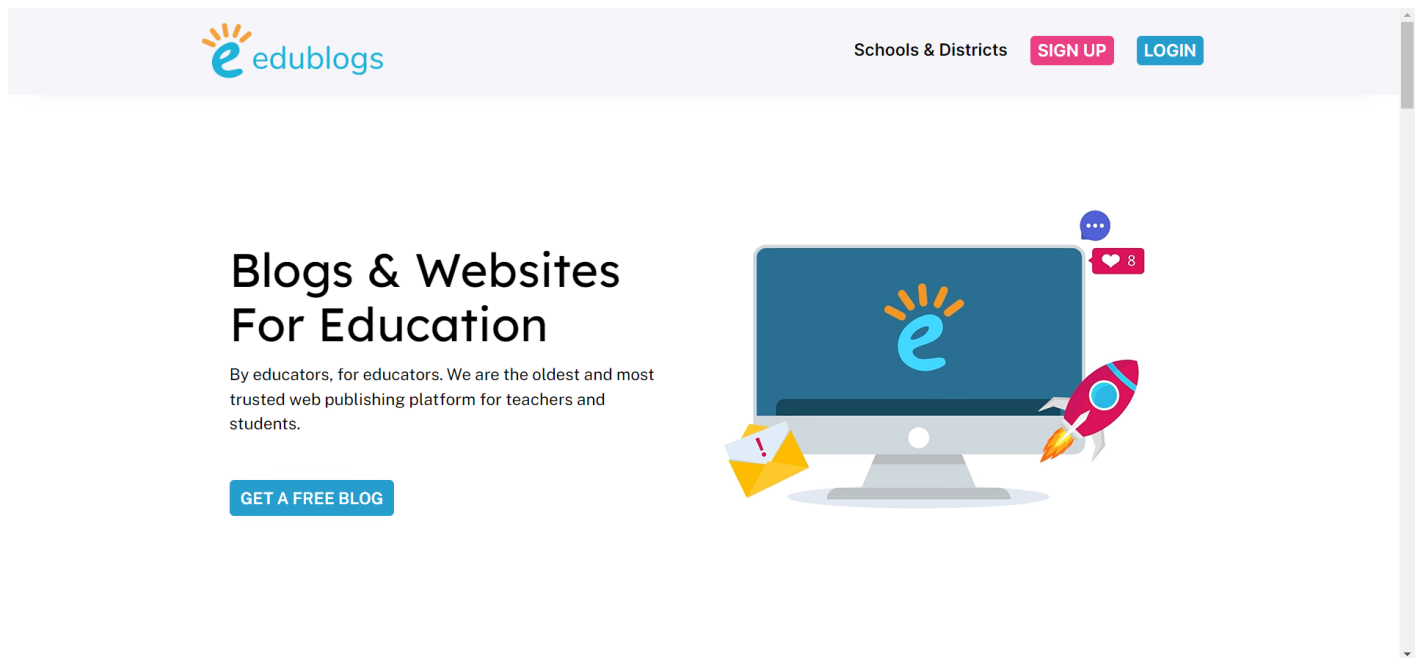 edublogs
Schools & Districts
SIGN UP
LOGIN
8
Blogs & Websites
For Education
By educators, for educators. We are the oldest and most
trusted web publishing platform for teachers and
students.
!
GET A FREE BLOG